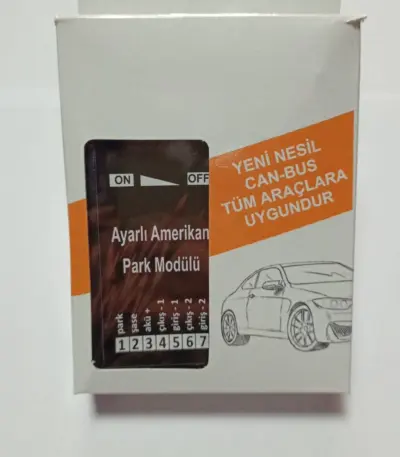 YENİ NESİL
CAN-BUS
TÜM ARAÇLARA
UYGUNDUR
ON OFF
Ayarlı Amerikan
Park Modülü
park
şase
akü +
çıkış - 1
giriş - 1
çıkış - 2
giriş - 2
1 2 3 4 5 6 7